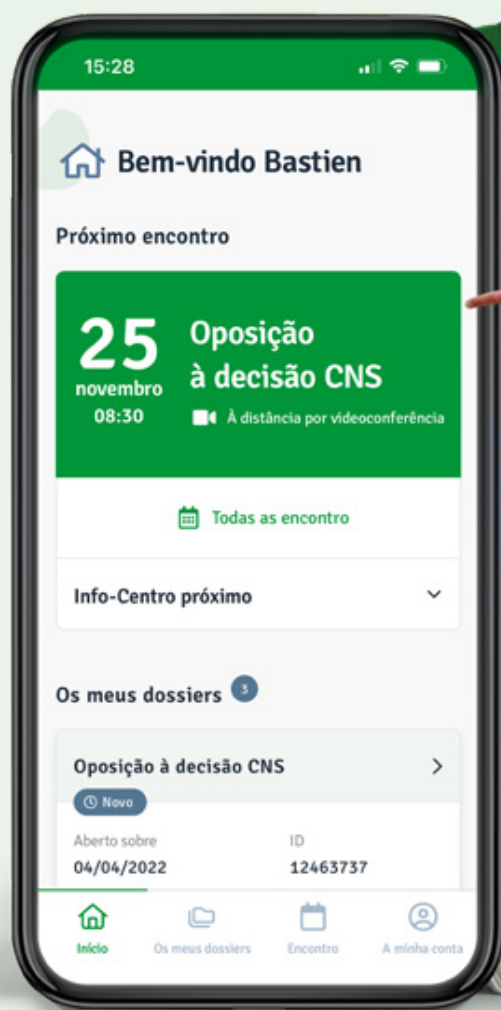 15:28
Bem-vindo Bastien
Próximo encontro
25
novembro
08:30
Oposição
à decisão CNS
À distância por videoconferência
Todas as encontro
Info-Centro próximo
Os meus dossiers 3
Oposição à decisão CNS
Novo
Aberto sobre ID
04/04/2022 12463737
Início Os meus dossiers Encontro A minha conta